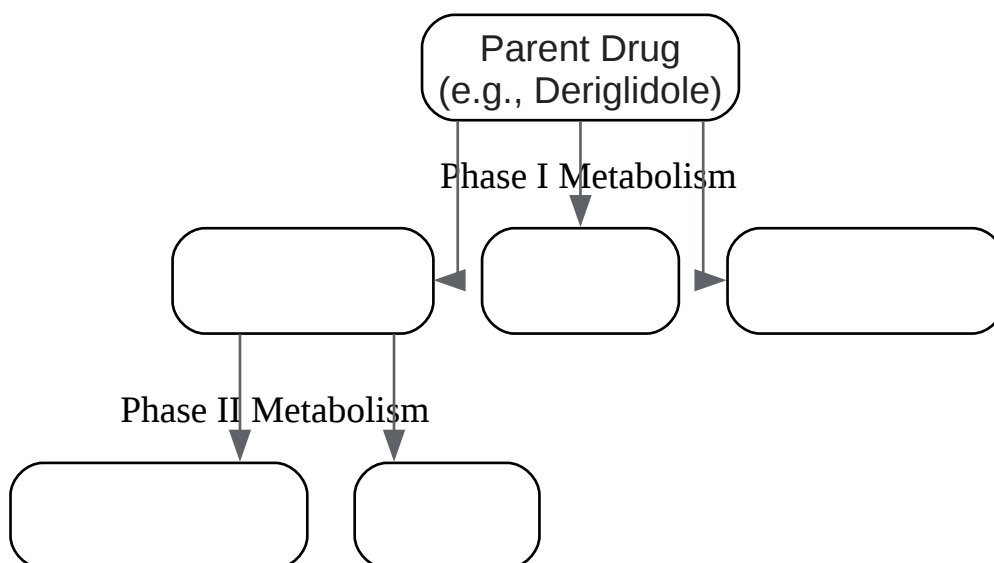 Parent Drug
(e.g., Deriglidole)
Phase I Metabolism
Phase II Metabolism